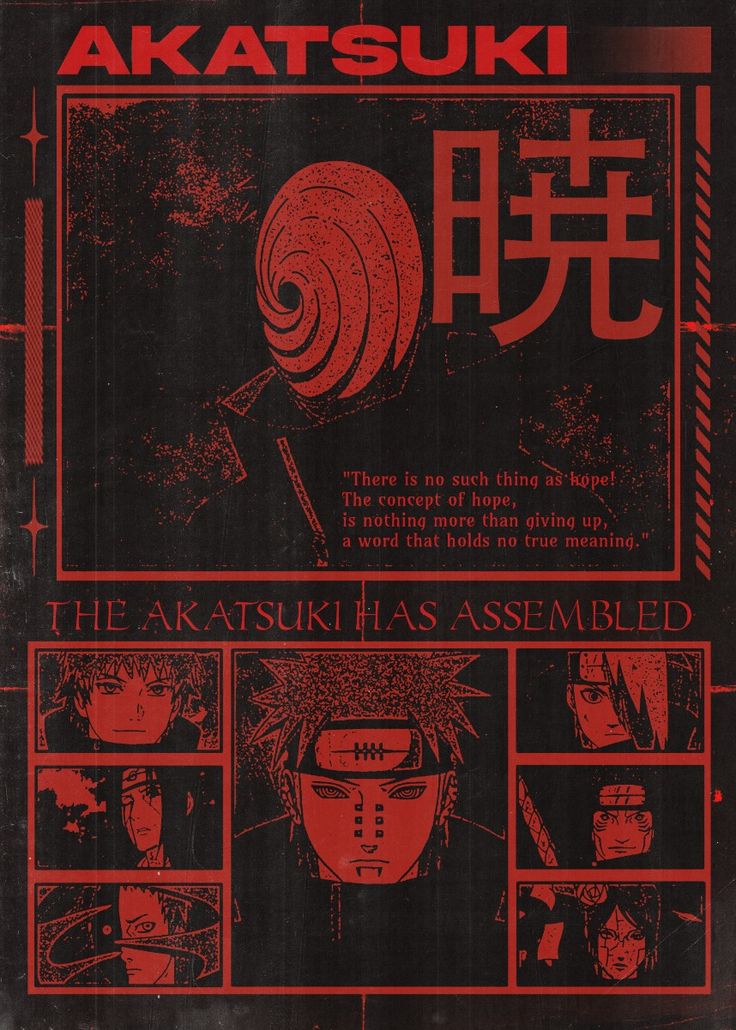 AKATSUKI
暁
"There is no such thing as hope!
The concept of hope,
is nothing more than giving up,
a word that holds no true meaning."
THE AKATSUKI HAS ASSEMBLED